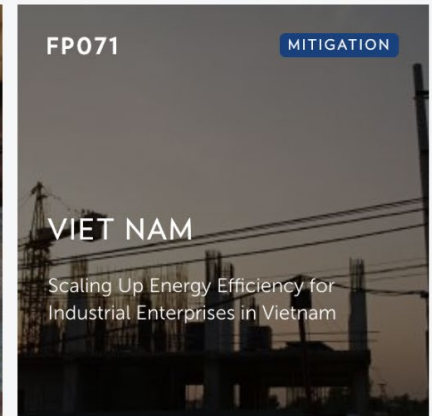 FP071
MITIGATION
VIET NAM
Scaling Up Energy Efficiency for
Industrial Enterprises in Vietnam